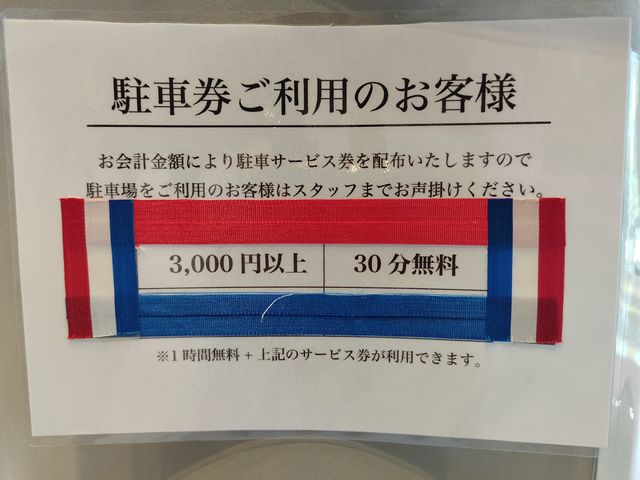 駐車券ご利用のお客様
お会計金額により駐車サービス券を配布いたしますので
駐車場をご利用のお客様はスタッフまでお声掛けください。
3,000 円以上 30 分無料
※1 時間無料 + 上記のサービス券が利用できます。